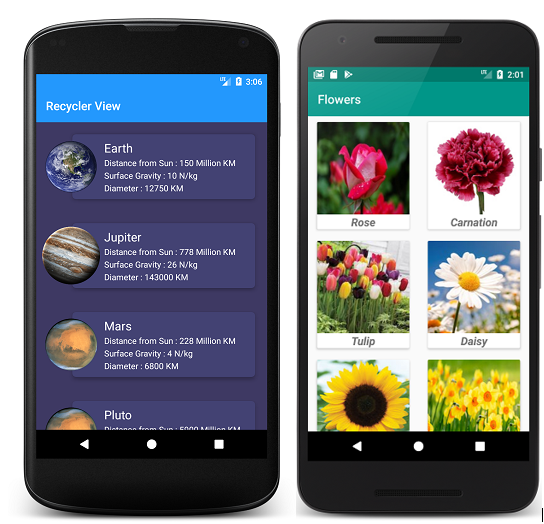 3:06
Recycler View
Earth
Distance from Sun : 150 Million KM
Surface Gravity : 10 N/kg
Diameter : 12750 KM
Jupiter
Distance from Sun : 778 Million KM
Surface Gravity : 26 N/kg
Diameter : 143000 KM
Mars
Distance from Sun : 228 Million KM
Surface Gravity : 4 N/kg
Diameter : 6800 KM
Pluto
Distance from Sun : 5900 Million KM
2:01
Flowers
Rose
Carnation
Tulip
Daisy